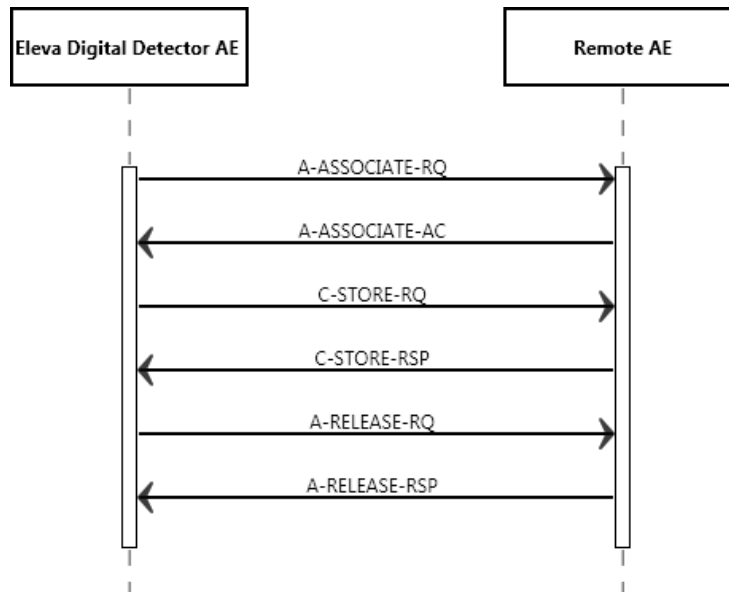 Eleva Digital Detector AE
Remote AE
A-ASSOCIATE-RQ
A-ASSOCIATE-AC
C-STORE-RQ
C-STORE-RSP
A-RELEASE-RQ
A-RELEASE-RSP